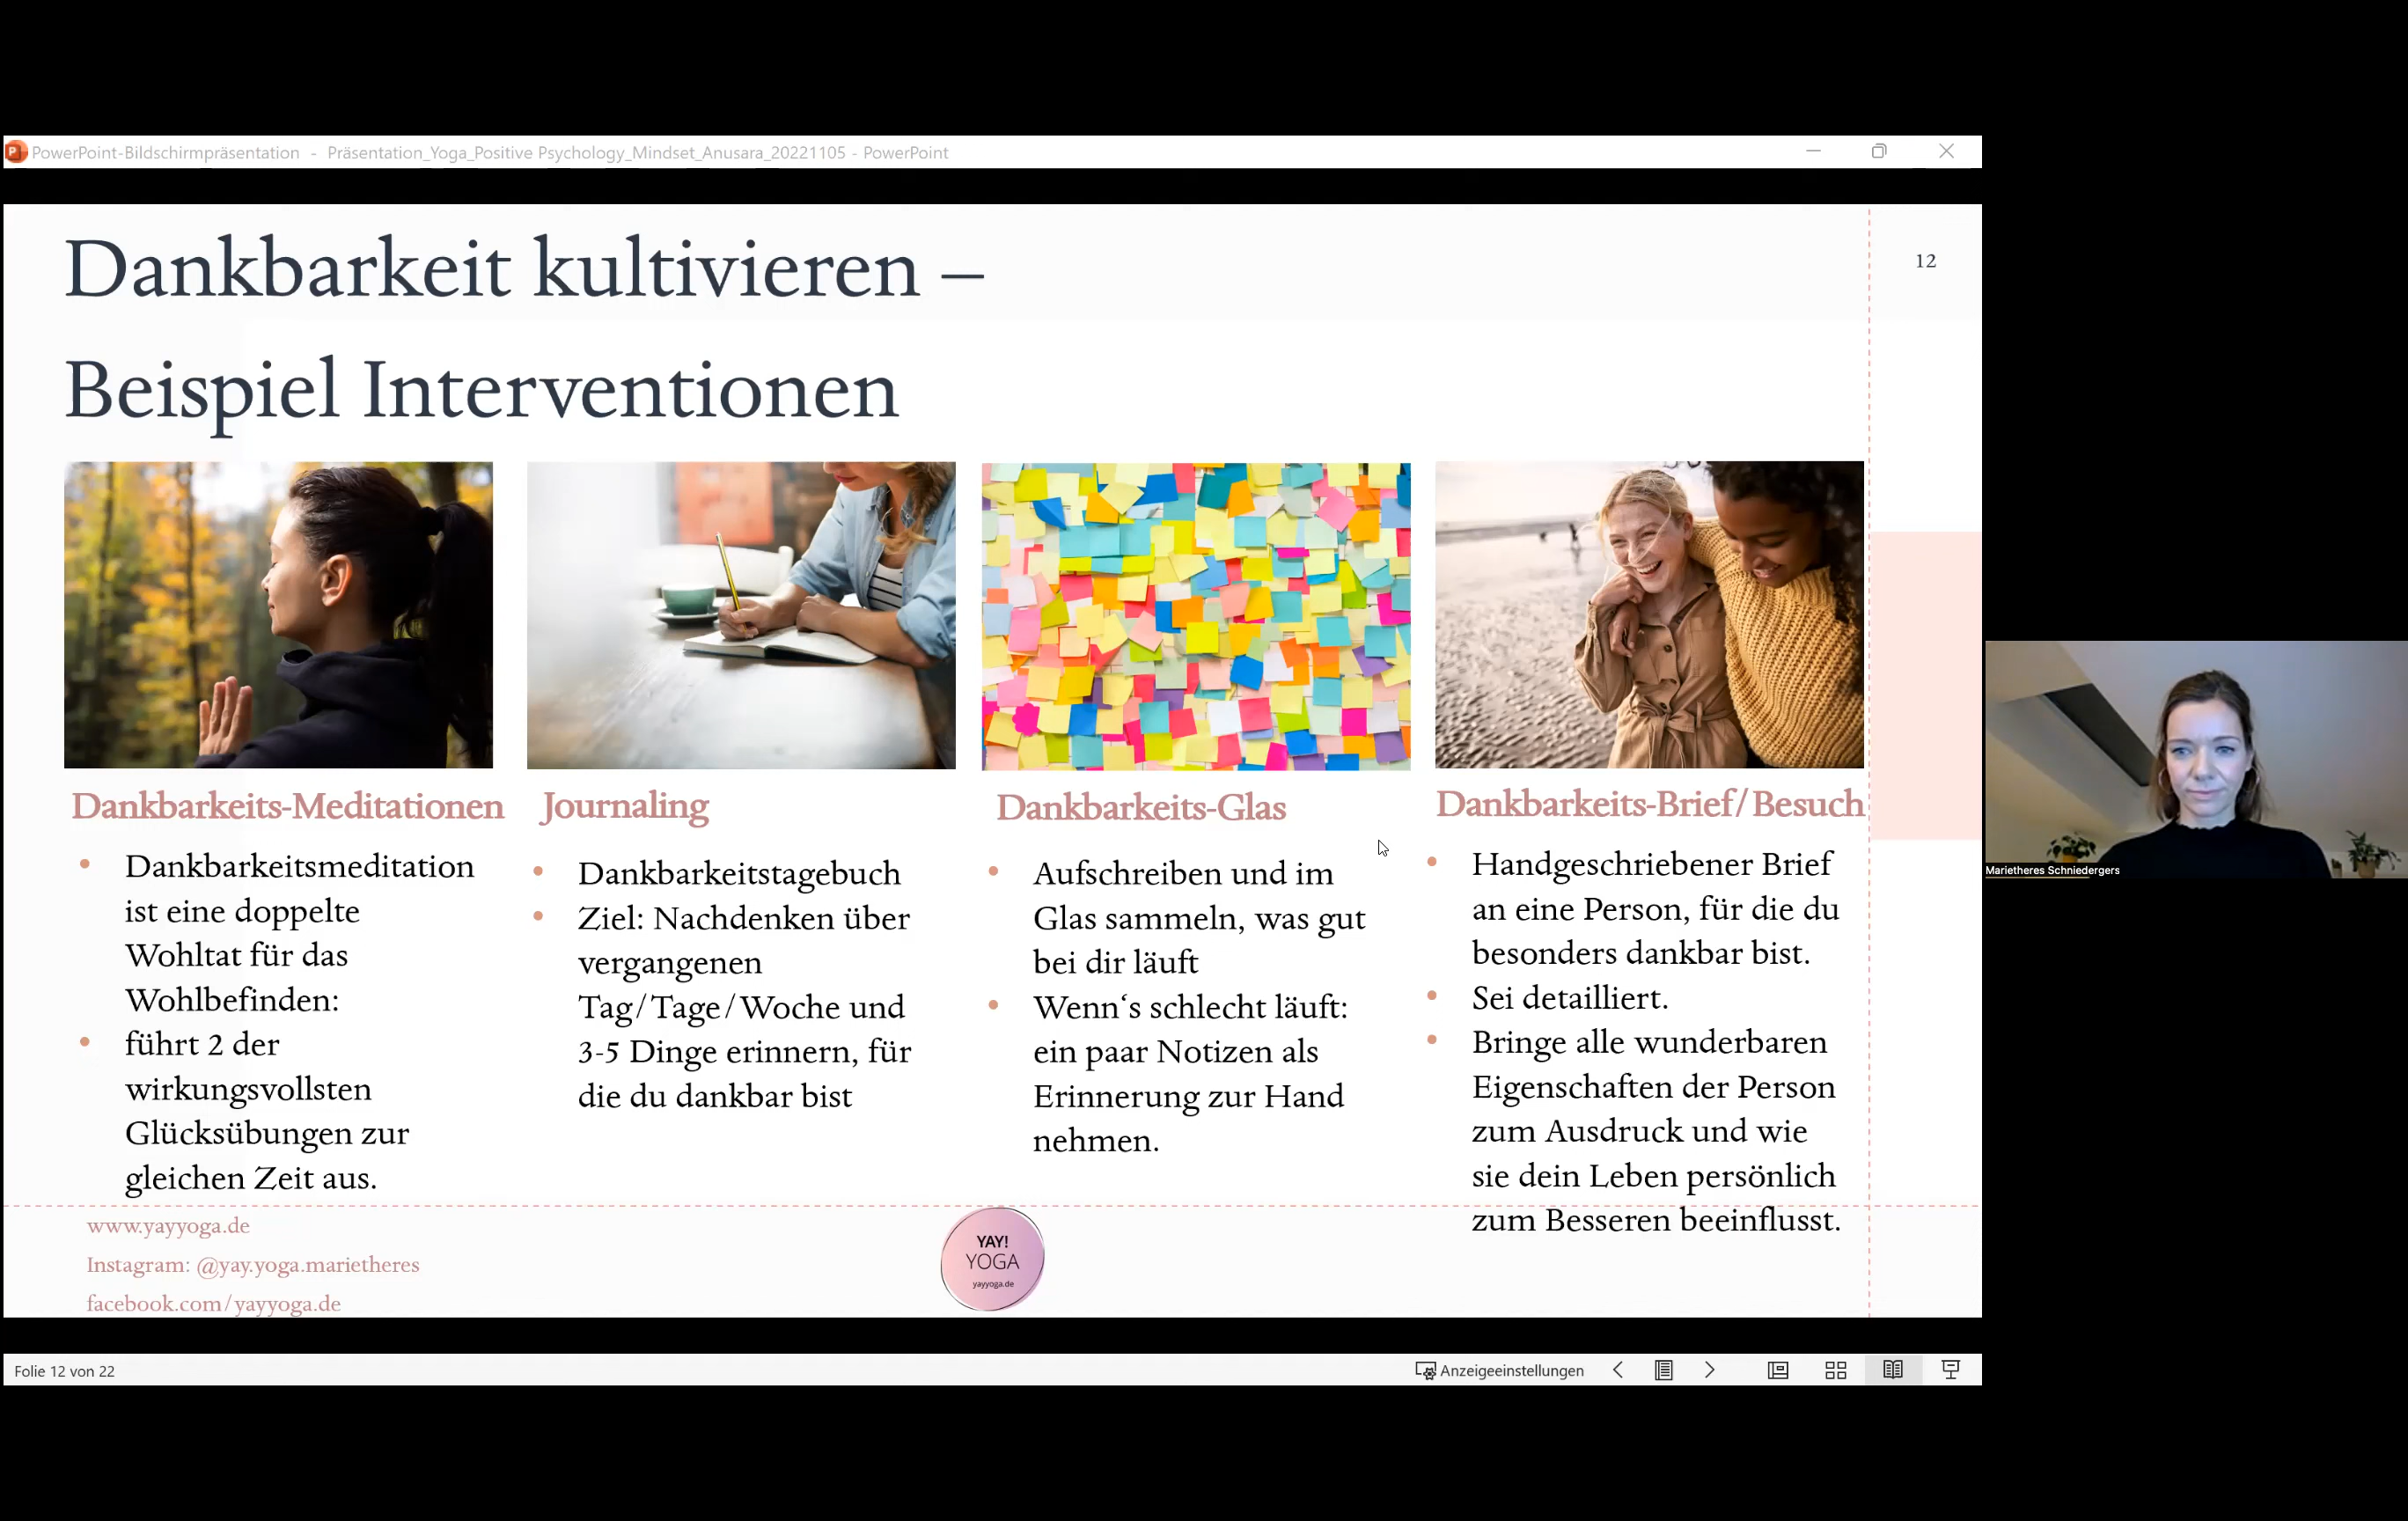 PowerPoint-Bildschirmpräsentation - Präsentation_Yoga_Positive Psychology_Mindset_Anusara_20221105 - PowerPoint
Dankbarkeit kultivieren –
Beispiel Interventionen
12
Dankbarkeits-Meditationen
Dankbarkeitsmeditation
ist eine doppelte
Wohltat für das
Wohlbefinden:
führt 2 der
wirkungsvollsten
Glücksübungen zur
gleichen Zeit aus.
Journaling
Dankbarkeitstagebuch
Ziel: Nachdenken über
vergangenen
Tag/Tage/Woche und
3-5 Dinge erinnern, für
die du dankbar bist
Dankbarkeits-Glas
Aufschreiben und im
Glas sammeln, was gut
bei dir läuft
Wenn‘s schlecht läuft:
ein paar Notizen als
Erinnerung zur Hand
nehmen.
Dankbarkeits-Brief/Besuch
Handgeschriebener Brief
an eine Person, für die du
besonders dankbar bist.
Sei detailliert.
Bringe alle wunderbaren
Eigenschaften der Person
zum Ausdruck und wie
sie dein Leben persönlich
zum Besseren beeinflusst.
www.yayyoga.de
Instagram: @yay.yoga.marietheres
facebook.com/yayyoga.de
YAY!
YOGA
yayyoga.de
Marietheres Schniedergers
Folie 12 von 22
Anzeigeeinstellungen